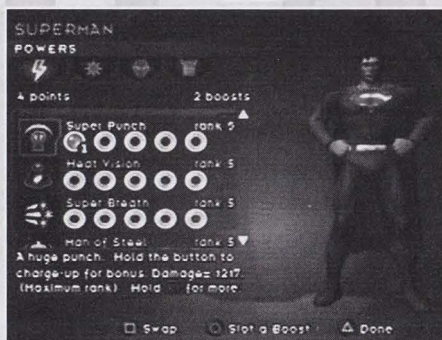 SUPERMAN
POWERS
4 points 2 boosts
Super Punch rank 5
1
Heat Vision rank 5
Super Breath rank 5
Man of Steel rank 5
A huge punch. Hold the button to
charge-up for bonus. Damage= 1217.
(Maximum rank) Hold for more
Swap Slot a Boost Done